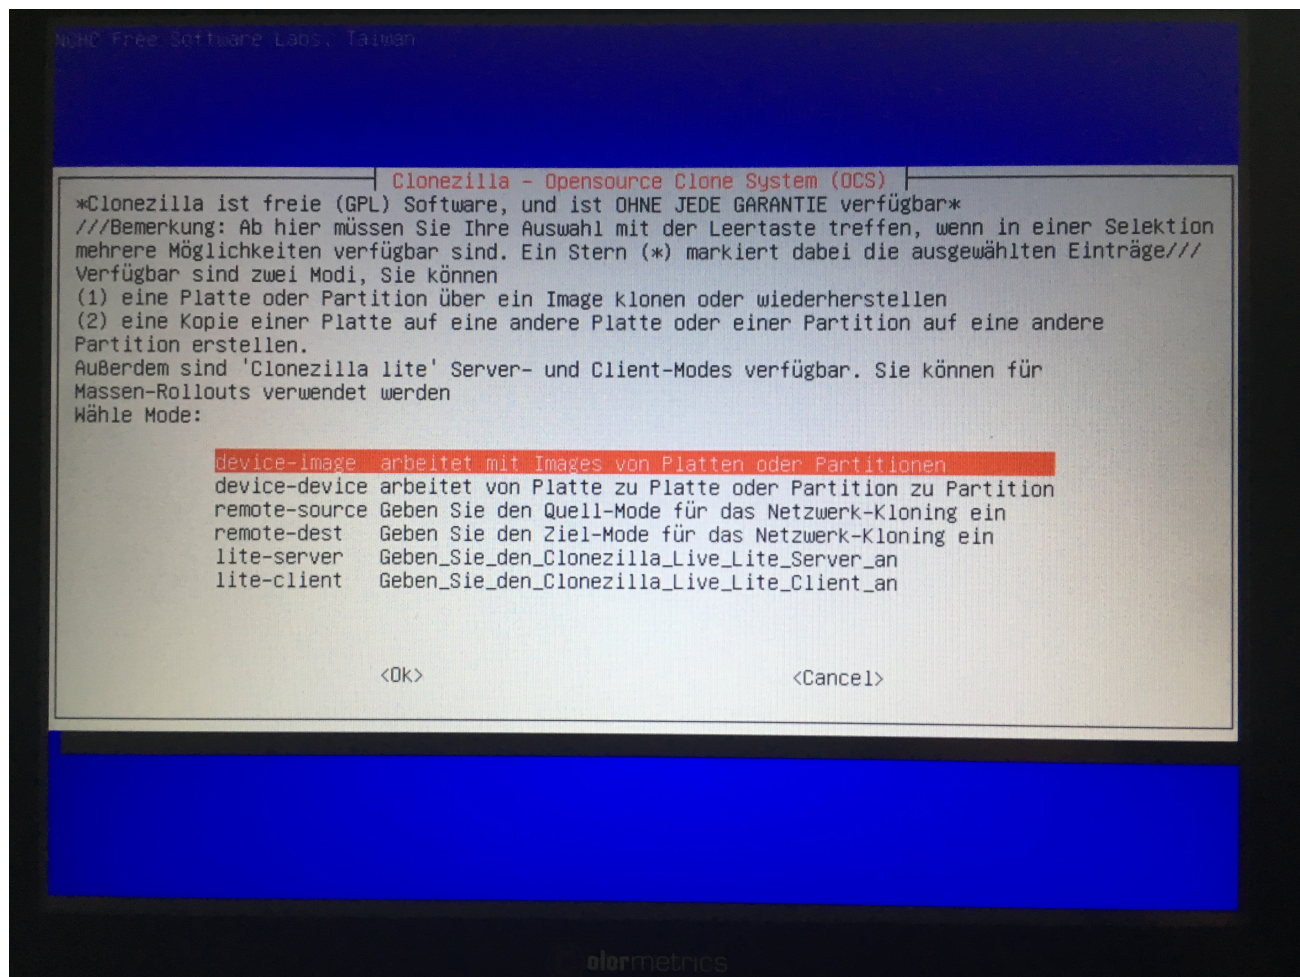 NCHC Free Software Labs, Taiwan
Clonezilla - Opensource Clone System (OCS)
*Clonezilla ist freie (GPL) Software, und ist OHNE JEDE GARANTIE verfügbar*
///Bemerkung: Ab hier müssen Sie Ihre Auswahl mit der Leertaste treffen, wenn in einer Selektion
mehrere Möglichkeiten verfügbar sind. Ein Stern (*) markiert dabei die ausgewählten Einträge///
Verfügbar sind zwei Modi, Sie können
(1) eine Platte oder Partition über ein Image klonen oder wiederherstellen
(2) eine Kopie einer Platte auf eine andere Platte oder einer Partition auf eine andere
Partition erstellen.
Außerdem sind 'Clonezilla lite' Server- und Client-Modes verfügbar. Sie können für
Massen-Rollouts verwendet werden
Wähle Mode:
device-image arbeitet mit Images von Platten oder Partitionen
device-device arbeitet von Platte zu Platte oder Partition zu Partition
remote-source Geben Sie den Quell-Mode für das Netzwerk-Kloning ein
remote-dest Geben Sie den Ziel-Mode für das Netzwerk-Kloning ein
lite-server Geben_Sie_den_Clonezilla_Live_Lite_Server_an
lite-client Geben_Sie_den_Clonezilla_Live_Lite_Client_an
<Ok> <Cancel>
olormetrics